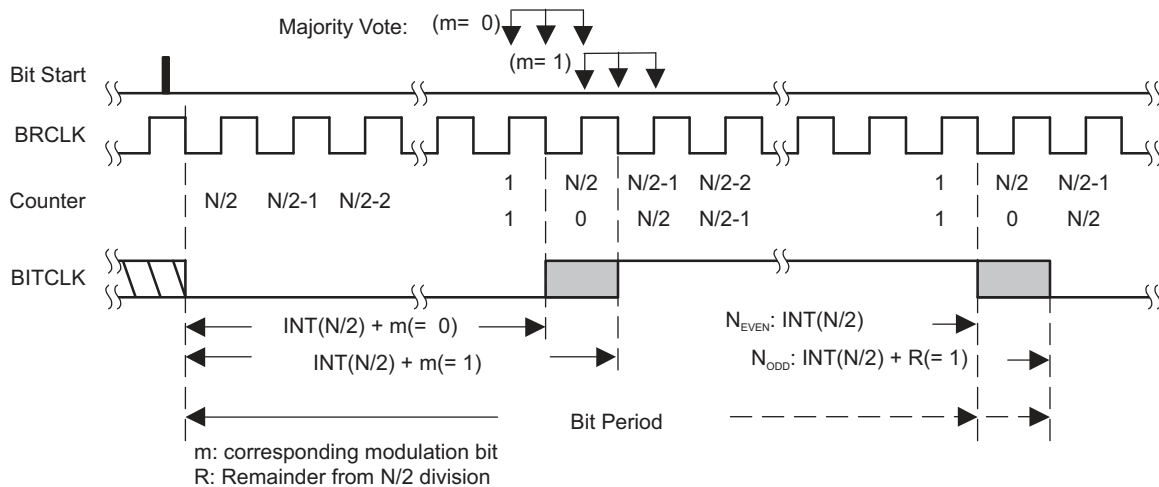 Majority Vote: (m= 0)
(m= 1)
Bit Start
BRCLK
Counter
N/2 N/2-1 N/2-2
1 N/2 N/2-1 N/2-2 1 N/2 N/2-1
1 0 N/2 N/2-1 1 0 N/2
BITCLK
INT(N/2) + m(= 0)
INT(N/2) + m(= 1)
NEVEN: INT(N/2)
NODD: INT(N/2) + R(= 1)
Bit Period
m: corresponding modulation bit
R: Remainder from N/2 division